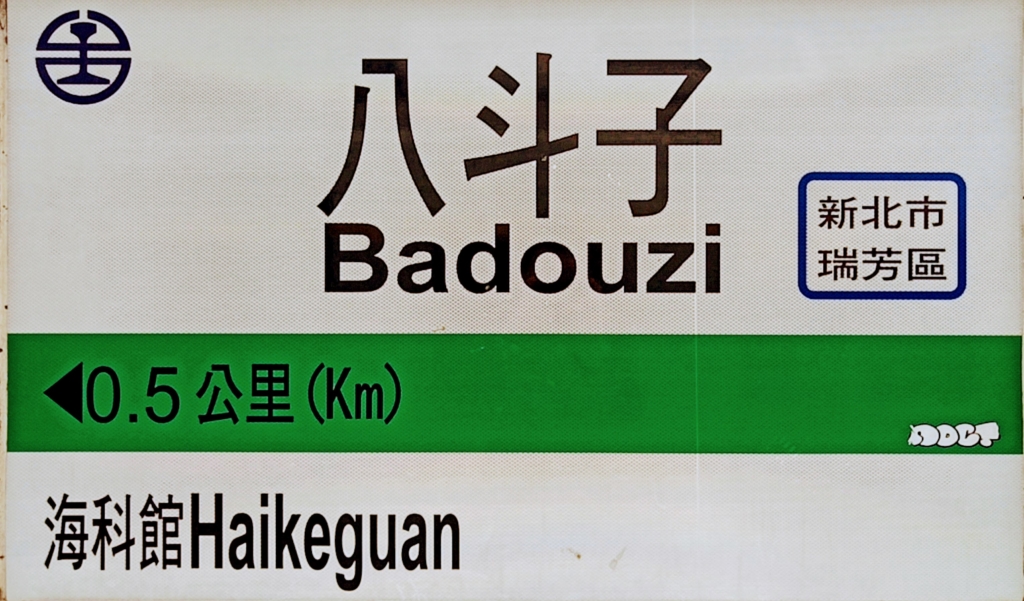 八斗子
Badouzi
新北市
瑞芳區
0.5公里(Km)
海科館Haikeguan